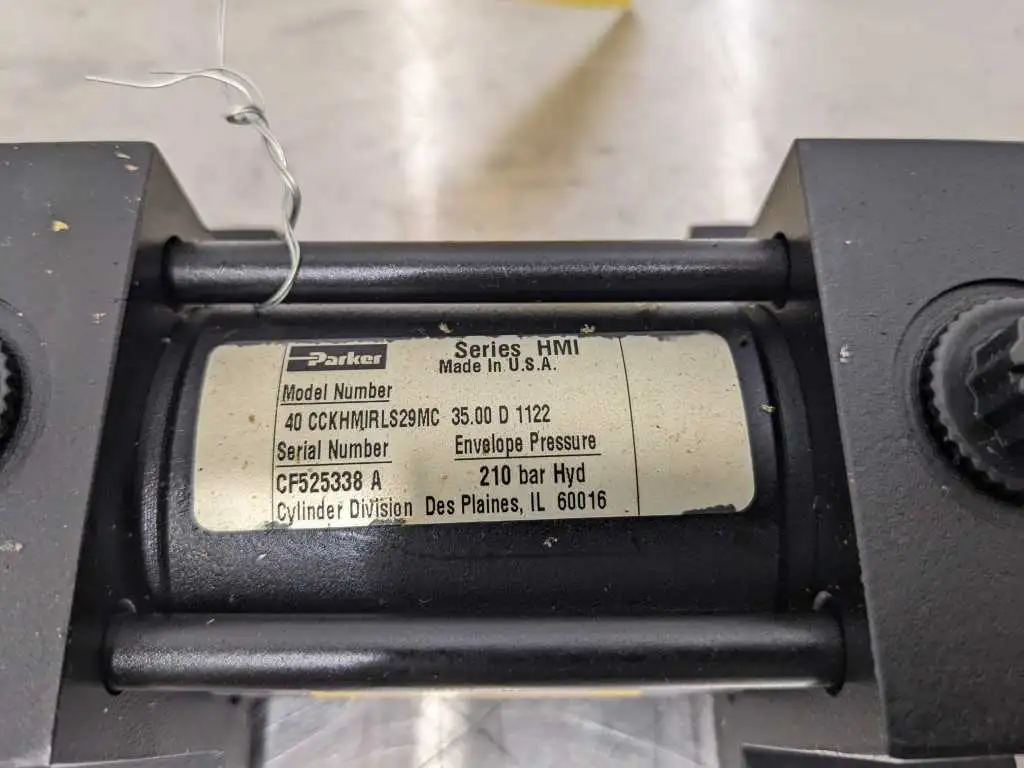 Parker
Series HMI
Made In U.S.A.
Model Number
40 CCKHMIRLS29MC 35.00 D 1122
Serial Number Envelope Pressure
CF525338 A 210 bar Hyd
Cylinder Division Des Plaines, IL 60016